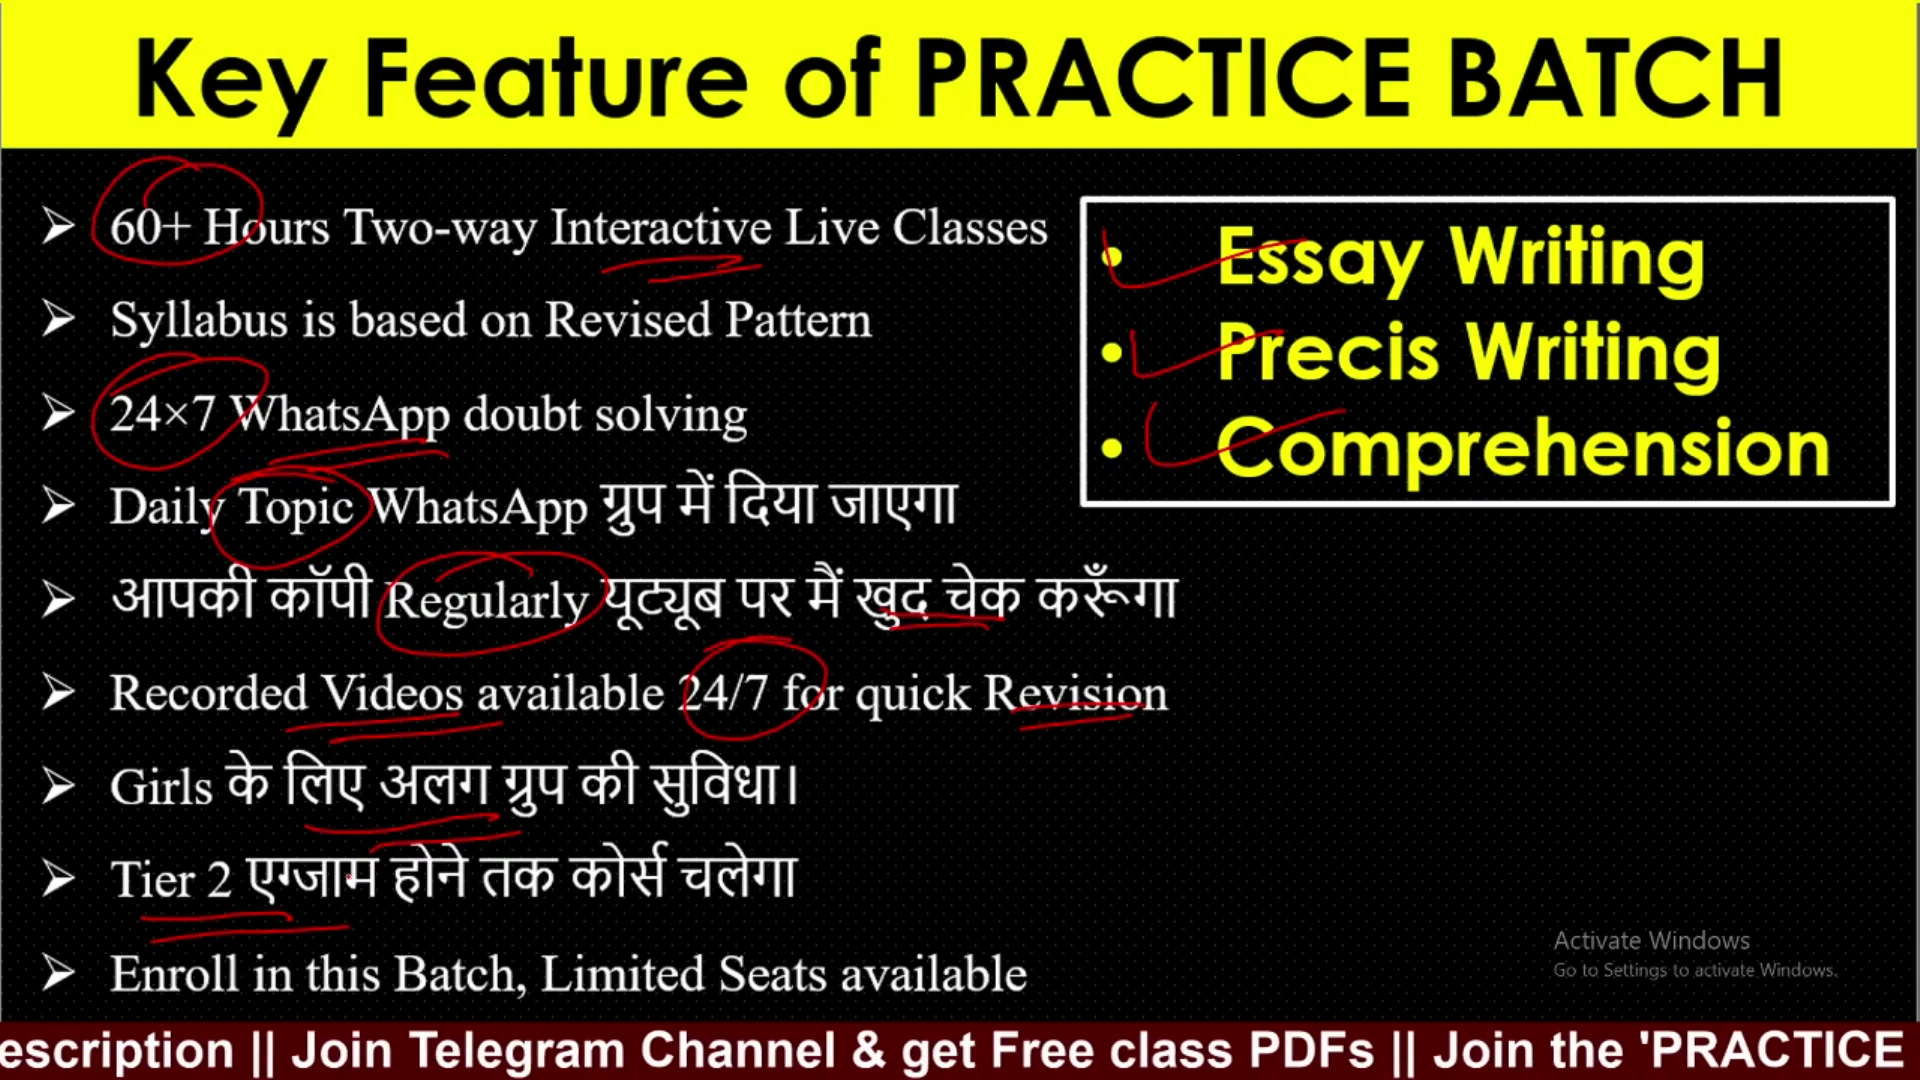 Key Feature of PRACTICE BATCH
60+ Hours Two-way Interactive Live Classes
Syllabus is based on Revised Pattern
24×7 WhatsApp doubt solving
Daily Topic WhatsApp ग्रुप में दिया जाएगा
आपकी कॉपी Regularly यूट्यूब पर मैं खुद चेक करूँगा
Recorded Videos available 24/7 for quick Revision
Girls के लिए अलग ग्रुप की सुविधा।
Tier 2 एग्जाम होने तक कोर्स चलेगा
Enroll in this Batch, Limited Seats available
• Essay Writing
• Precis Writing
• Comprehension
Activate Windows
Go to Settings to activate Windows.
escription || Join Telegram Channel & get Free class PDFs || Join the 'PRACTICE